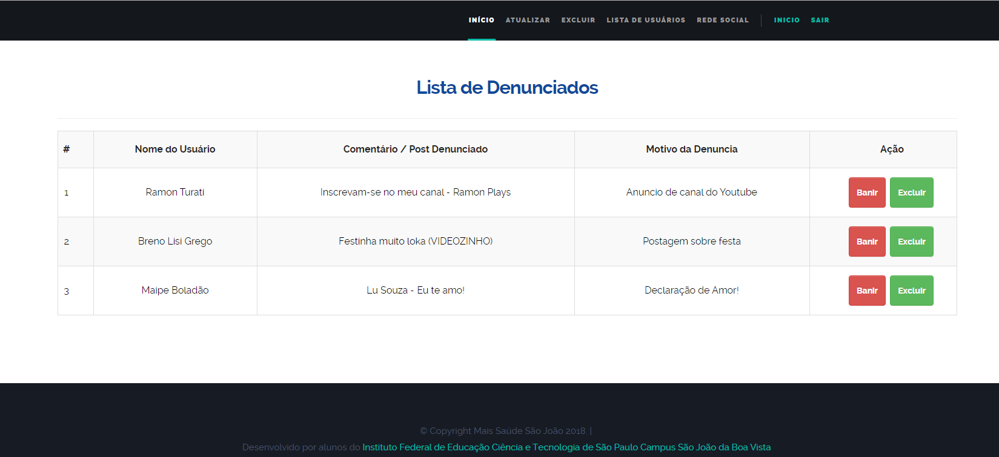 INÍCIO ATUALIZAR EXCLUIR LISTA DE USUÁRIOS REDE SOCIAL INICIO SAIR
Lista de Denunciados
# Nome do Usuário Comentário / Post Denunciado Motivo da Denuncia Ação
1 Ramon Turati Inscrevam-se no meu canal - Ramon Plays Anuncio de canal do Youtube Banir Excluir
2 Breno Lisi Grego Festinha muito loka (VIDEOZINHO) Postagem sobre festa Banir Excluir
3 Maipe Boladão Lu Souza - Eu te amo! Declaração de Amor! Banir Excluir
© Copyright Mais Saúde São João 2018. |
Desenvolvido por alunos do Instituto Federal de Educação Ciência e Tecnologia de São Paulo Campus São João da Boa Vista